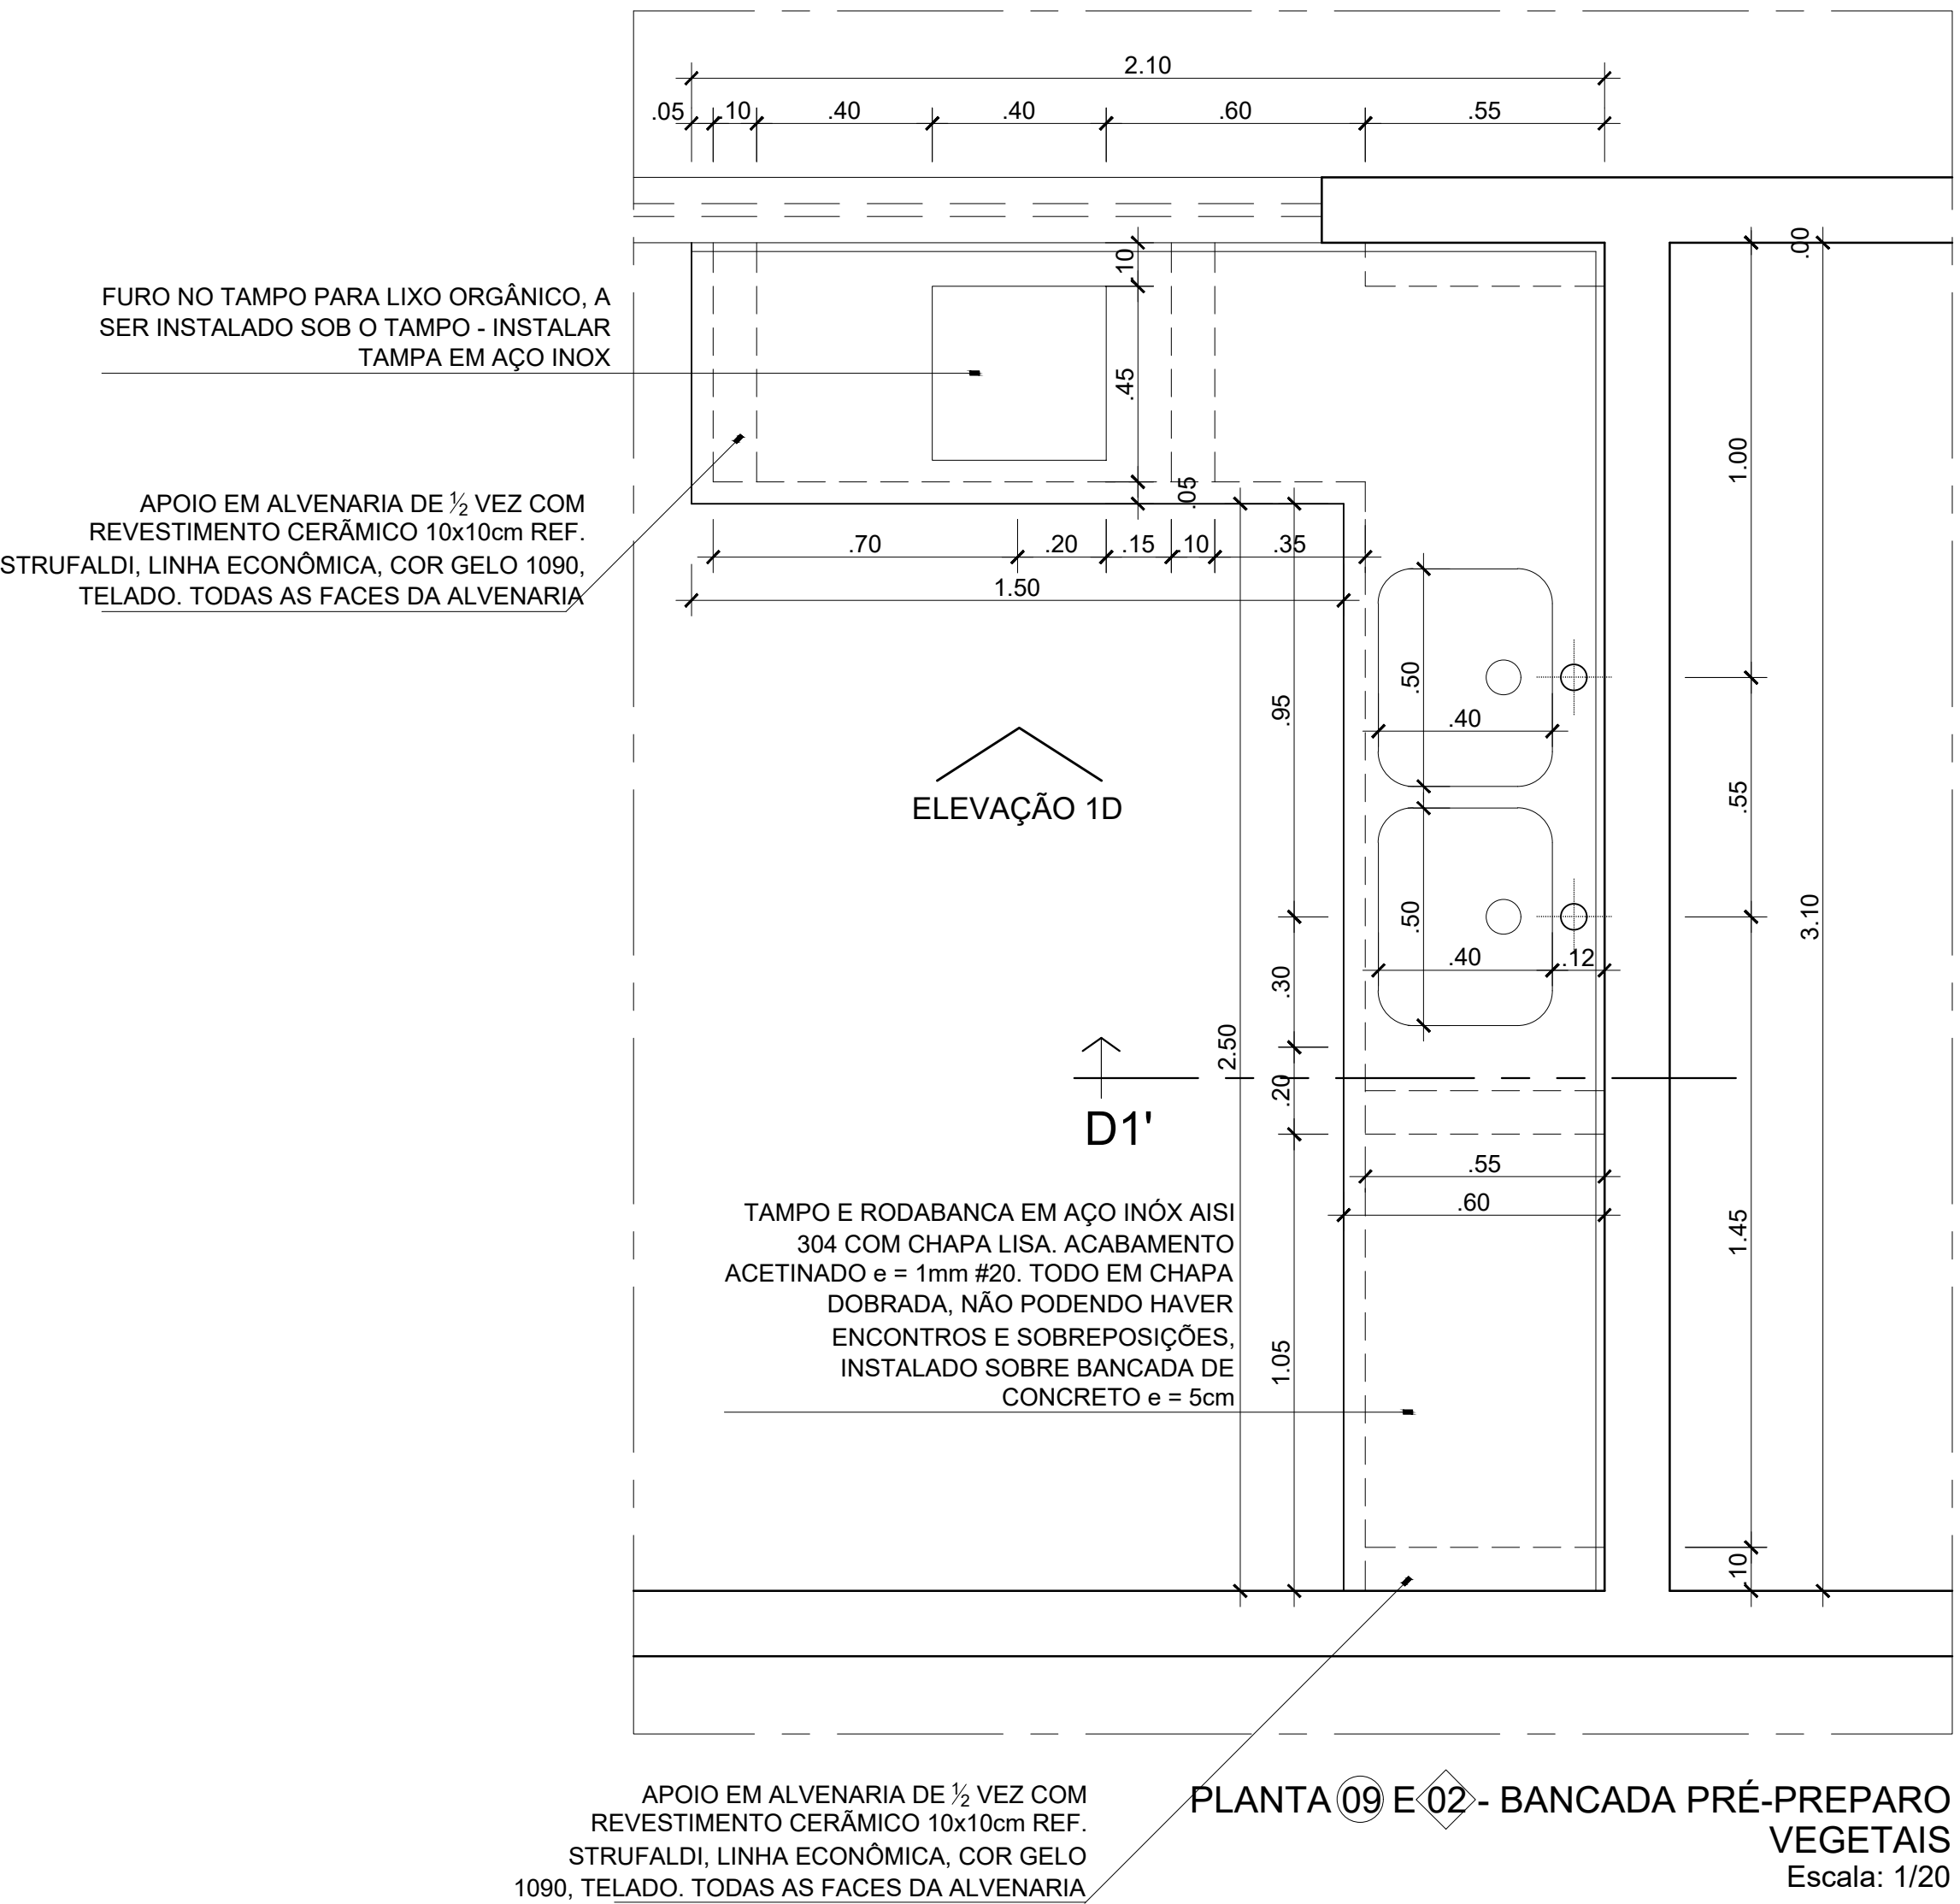 2.10
.05
.10
.40
.40
.60
.55
.00
.10
FURO NO TAMPO PARA LIXO ORGÂNICO, A
SER INSTALADO SOB O TAMPO - INSTALAR
TAMPA EM AÇO INOX
.45
1.00
.05
APOIO EM ALVENARIA DE ½ VEZ COM
REVESTIMENTO CERÃMICO 10x10cm REF.
STRUFALDI, LINHA ECONÔMICA, COR GELO 1090,
TELADO. TODAS AS FACES DA ALVENARIA
.70
.20
.15
.10
.35
1.50
.50
.40
.95
ELEVAÇÃO 1D
.55
.50
.40
.12
3.10
.30
2.50
.20
D1'
.55
.60
TAMPO E RODABANCA EM AÇO INÓX AISI
304 COM CHAPA LISA. ACABAMENTO
ACETINADO e = 1mm #20. TODO EM CHAPA
DOBRADA, NÃO PODENDO HAVER
ENCONTROS E SOBREPOSIÇÕES,
INSTALADO SOBRE BANCADA DE
CONCRETO e = 5cm
1.45
1.05
.10
APOIO EM ALVENARIA DE ½ VEZ COM
REVESTIMENTO CERÃMICO 10x10cm REF.
STRUFALDI, LINHA ECONÔMICA, COR GELO
1090, TELADO. TODAS AS FACES DA ALVENARIA
PLANTA 09 E 02 - BANCADA PRÉ-PREPARO
VEGETAIS
Escala: 1/20